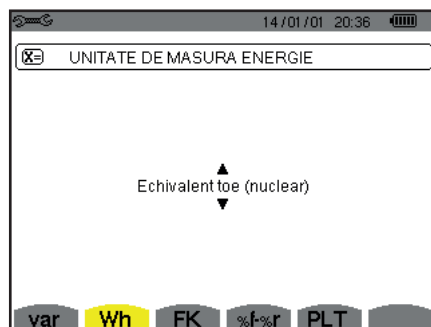 14/01/01 20:36
X= UNITATE DE MASURA ENERGIE
Echivalent toe (nuclear)
var Wh FK %f-%r PLT